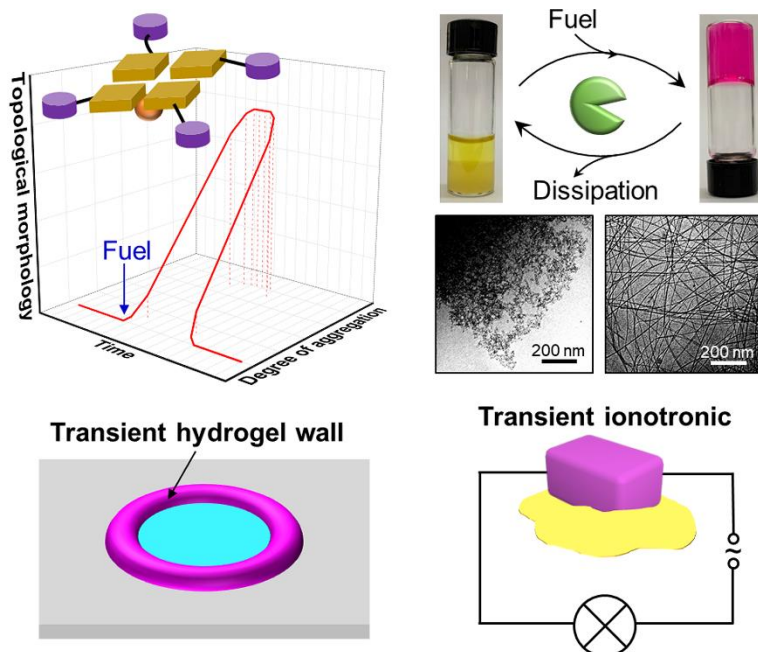 Topological morphology
Fuel
Time
Degree of aggregation
Fuel
Dissipation
200 nm
200 nm
Transient hydrogel wall
Transient ionotronic
~